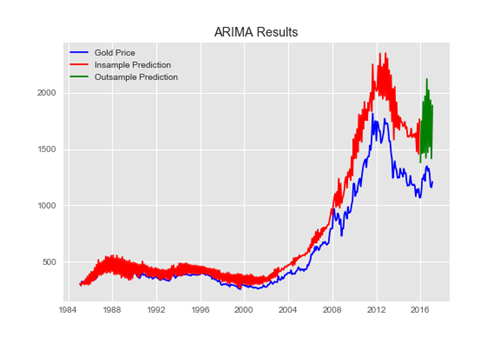 ARIMA Results
Gold Price
Insample Prediction
Outsample Prediction
2000
1500
1000
500
1984 1988 1992 1996 2000 2004 2008 2012 2016